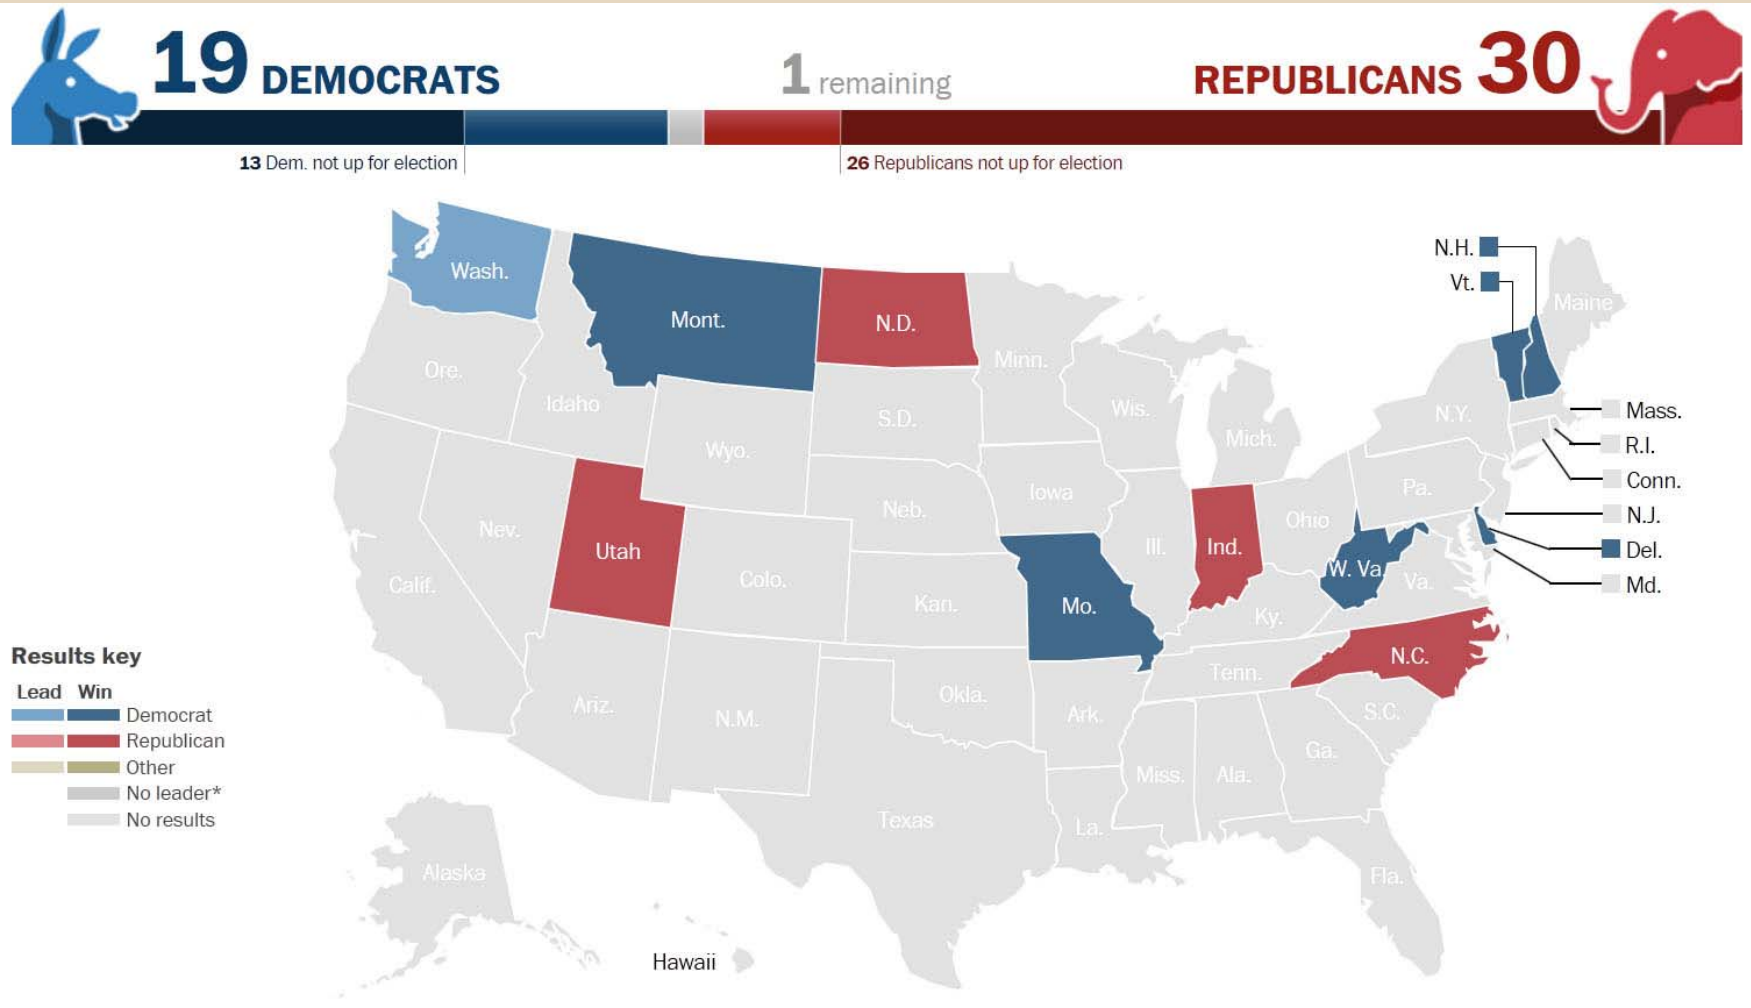 19 DEMOCRATS
1 remaining
REPUBLICANS 30
13 Dem. not up for election
26 Republicans not up for election
N.H.
Vt.
Wash.
Mont.
N.D.
Minn.
Maine
Ore.
Idaho
S.D.
Wis.
Mich.
N.Y.
Mass.
R.I.
Conn.
N.J.
Del.
Md.
Wyo.
Iowa
Neb.
Pa.
Ohio
Nev.
Utah
Colo.
Ill.
Ind.
W. Va.
Va.
Calif.
Kan.
Mo.
Ky.
N.C.
Tenn.
Ariz.
N.M.
Okla.
Ark.
S.C.
Miss.
Ala.
Ga.
Texas
La.
Fla.
Alaska
Hawaii
Results key
Lead Win
Democrat
Republican
Other
No leader*
No results